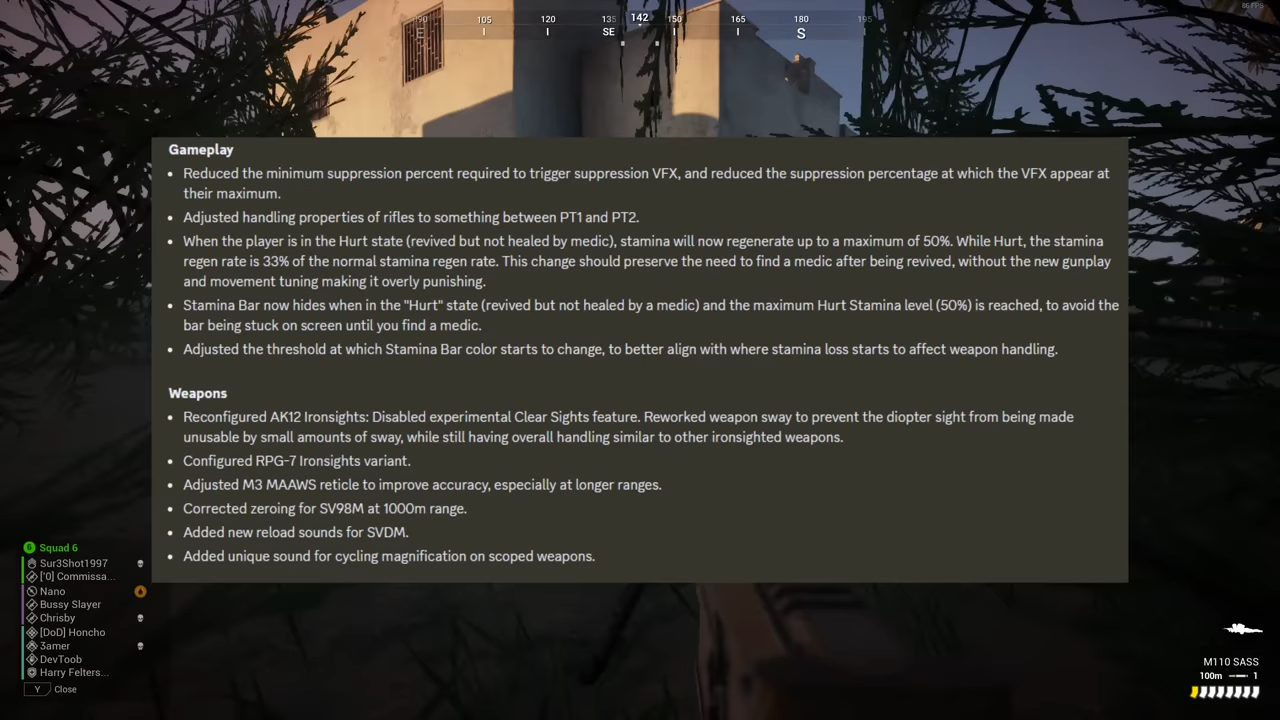 86 FPS
90 105 120 135 142 150 165 180 195
E SE S
Gameplay
• Reduced the minimum suppression percent required to trigger suppression VFX, and reduced the suppression percentage at which the VFX appear at
their maximum.
• Adjusted handling properties of rifles to something between PT1 and PT2.
• When the player is in the Hurt state (revived but not healed by medic), stamina will now regenerate up to a maximum of 50%. While Hurt, the stamina
regen rate is 33% of the normal stamina regen rate. This change should preserve the need to find a medic after being revived, without the new gunplay
and movement tuning making it overly punishing.
• Stamina Bar now hides when in the "Hurt" state (revived but not healed by a medic) and the maximum Hurt Stamina level (50%) is reached, to avoid the
bar being stuck on screen until you find a medic.
• Adjusted the threshold at which Stamina Bar color starts to change, to better align with where stamina loss starts to affect weapon handling.
Weapons
• Reconfigured AK12 Ironsights: Disabled experimental Clear Sights feature. Reworked weapon sway to prevent the diopter sight from being made
unusable by small amounts of sway, while still having overall handling similar to other ironsighted weapons.
• Configured RPG-7 Ironsights variant.
• Adjusted M3 MAAWS reticle to improve accuracy, especially at longer ranges.
• Corrected zeroing for SV98M at 1000m range.
• Added new reload sounds for SVDM.
• Added unique sound for cycling magnification on scoped weapons.
6 Squad 6
Sur3Shot1997
['0] Commissa...
Nano
Bussy Slayer
Chrisby
[DoD] Honcho
3amer
DevToob
Harry Felters...
Y Close
M110 SASS
100m 1